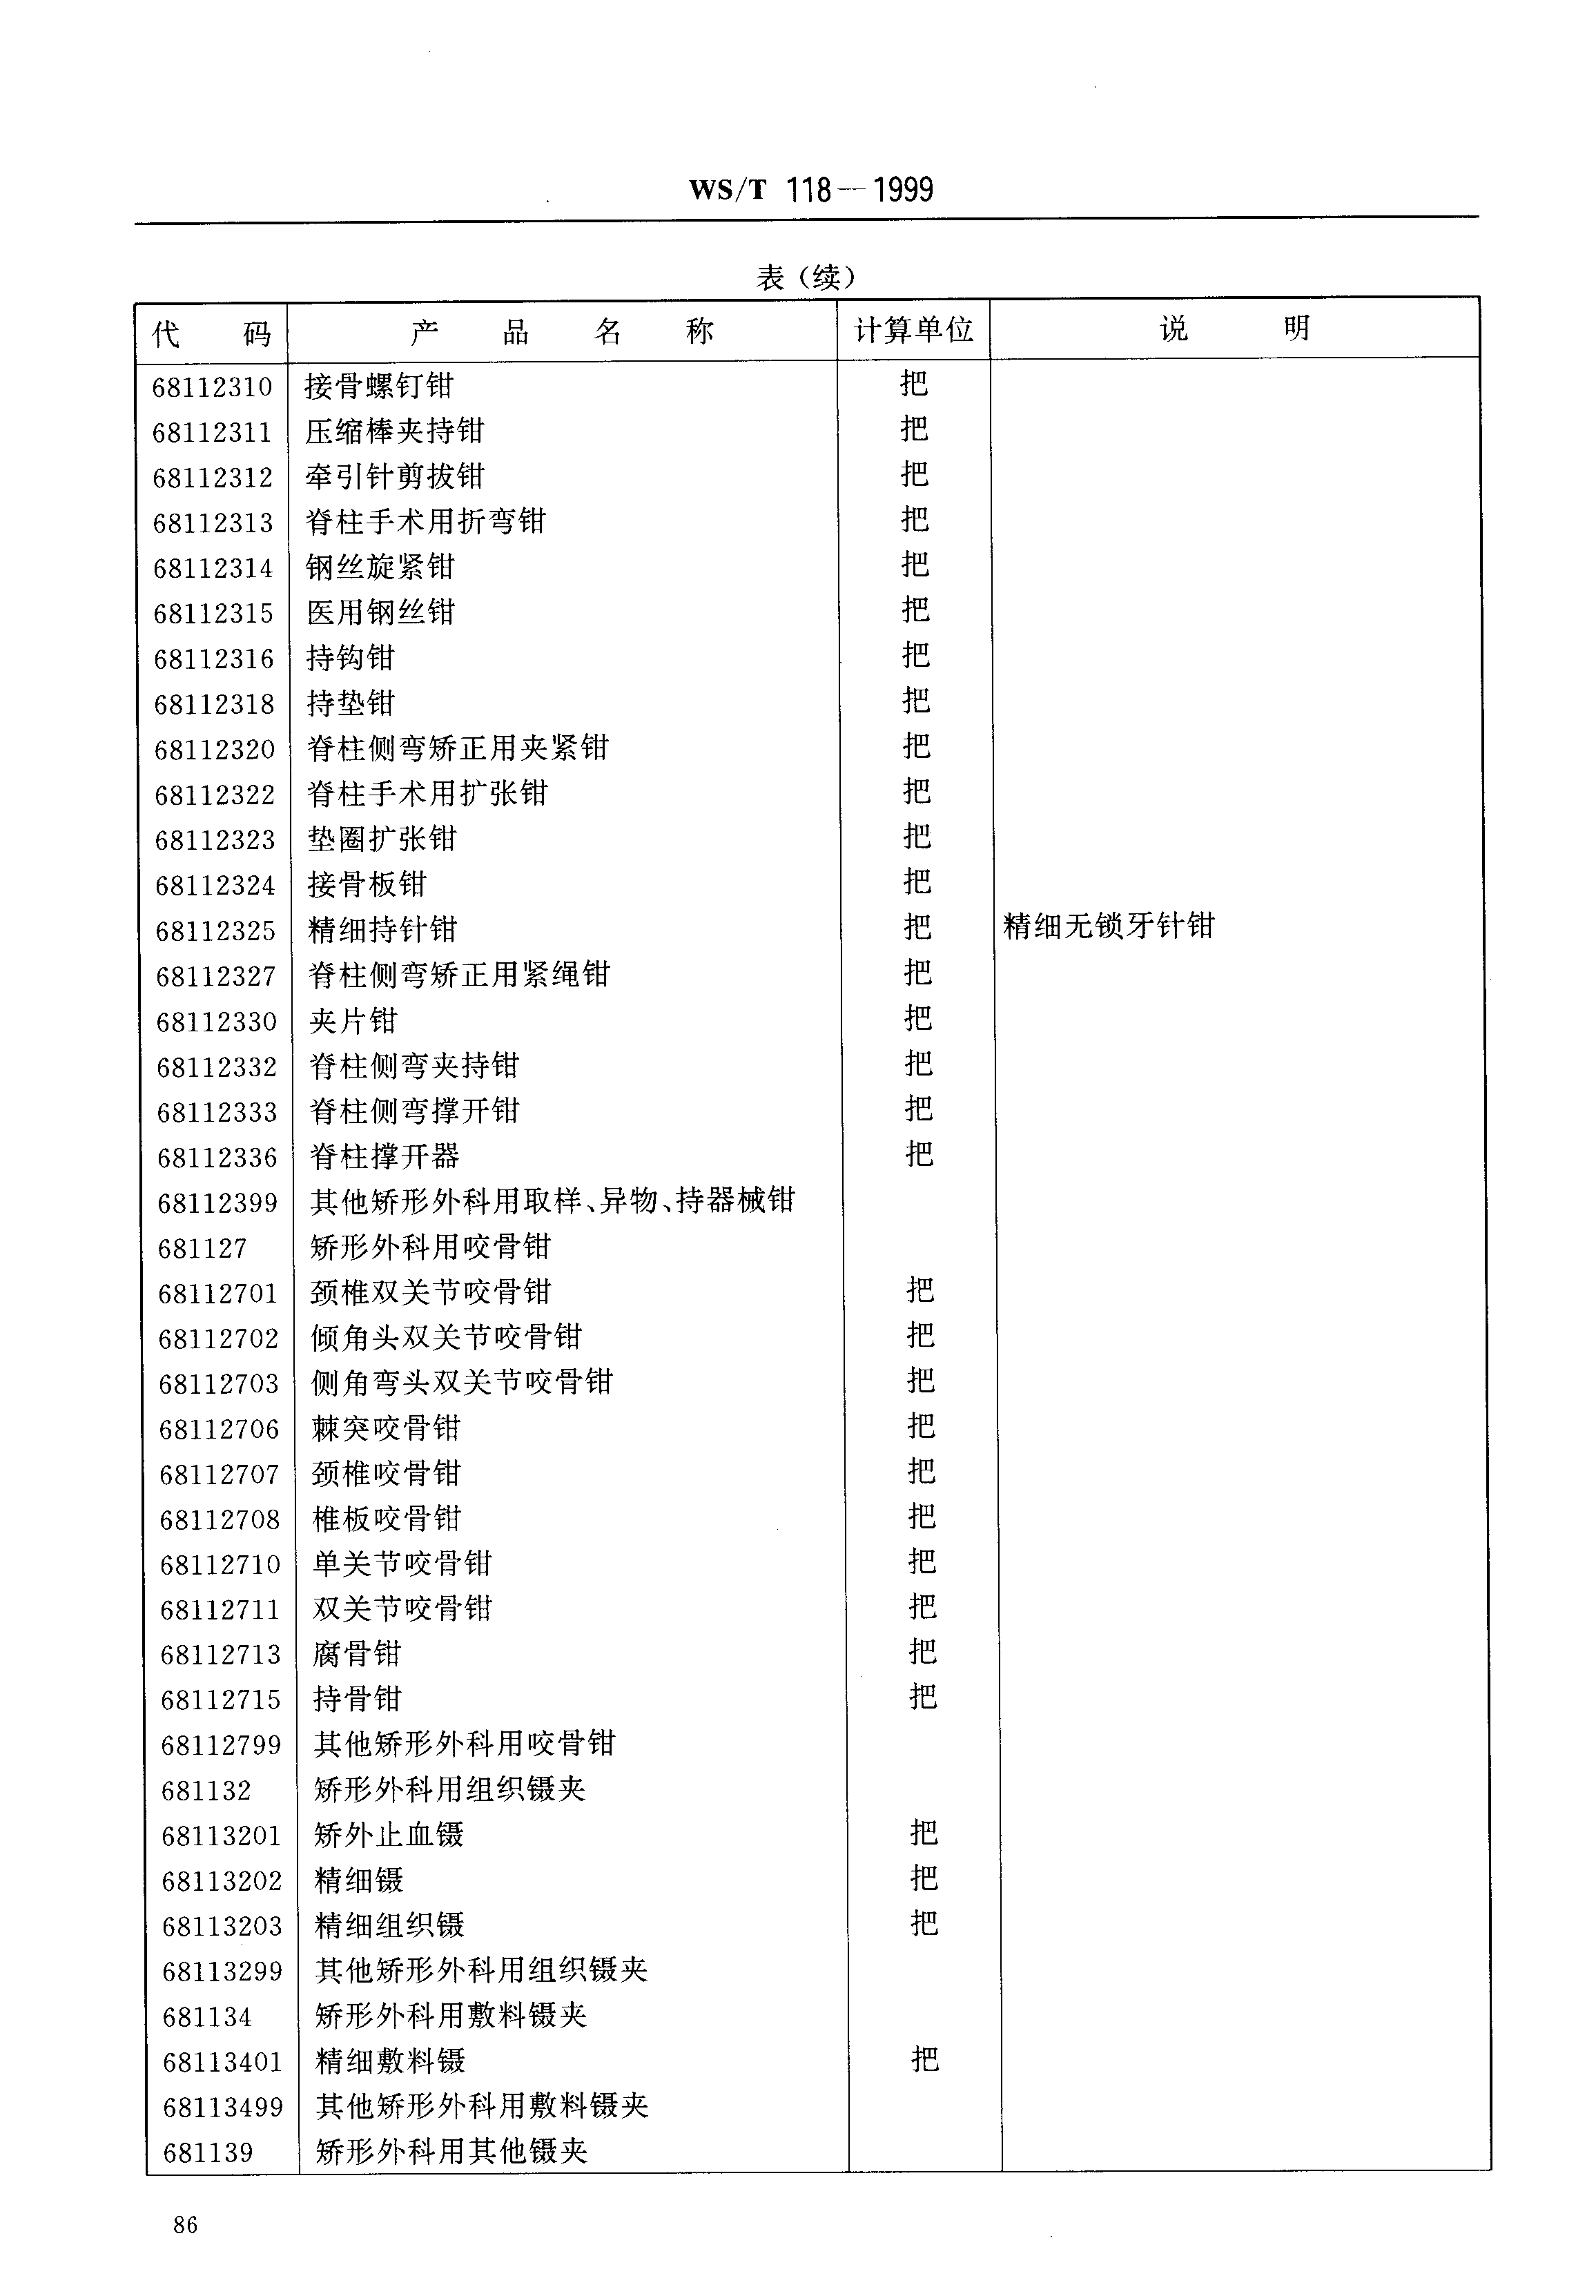 WS/T 118—1999
表（续）
代 码 产 品 名 称 计算单位 说 明
68112310 接骨螺钉钳 把
68112311 压缩棒夹持钳 把
68112312 牵引针剪拔钳 把
68112313 脊柱手术用折弯钳 把
68112314 钢丝旋紧钳 把
68112315 医用钢丝钳 把
68112316 持钩钳 把
68112318 持垫钳 把
68112320 脊柱侧弯矫正用夹紧钳 把
68112322 脊柱手术用扩张钳 把
68112323 垫圈扩张钳 把
68112324 接骨板钳 把
68112325 精细持针钳 把 精细无锁牙针钳
68112327 脊柱侧弯矫正用紧绳钳 把
68112330 夹片钳 把
68112332 脊柱侧弯夹持钳 把
68112333 脊柱侧弯撑开钳 把
68112336 脊柱撑开器 把
68112399 其他矫形外科用取样、异物、持器械钳
681127 矫形外科用咬骨钳
68112701 颈椎双关节咬骨钳 把
68112702 倾角头双关节咬骨钳 把
68112703 侧角弯头双关节咬骨钳 把
68112706 棘突咬骨钳 把
68112707 颈椎咬骨钳 把
68112708 椎板咬骨钳 把
68112710 单关节咬骨钳 把
68112711 双关节咬骨钳 把
68112713 腐骨钳 把
68112715 持骨钳 把
68112799 其他矫形外科用咬骨钳
681132 矫形外科用组织镊夹
68113201 矫外止血镊 把
68113202 精细镊 把
68113203 精细组织镊 把
68113299 其他矫形外科用组织镊夹
681134 矫形外科用敷料镊夹
68113401 精细敷料镊 把
68113499 其他矫形外科用敷料镊夹
681139 矫形外科用其他镊夹
86